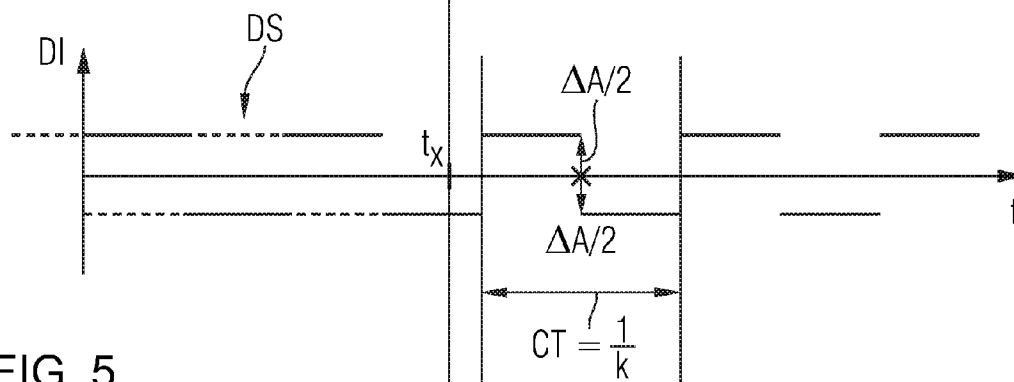 DS
DI
ΔA/2
tx
t
ΔA/2
CT = 1/k
FIG 5